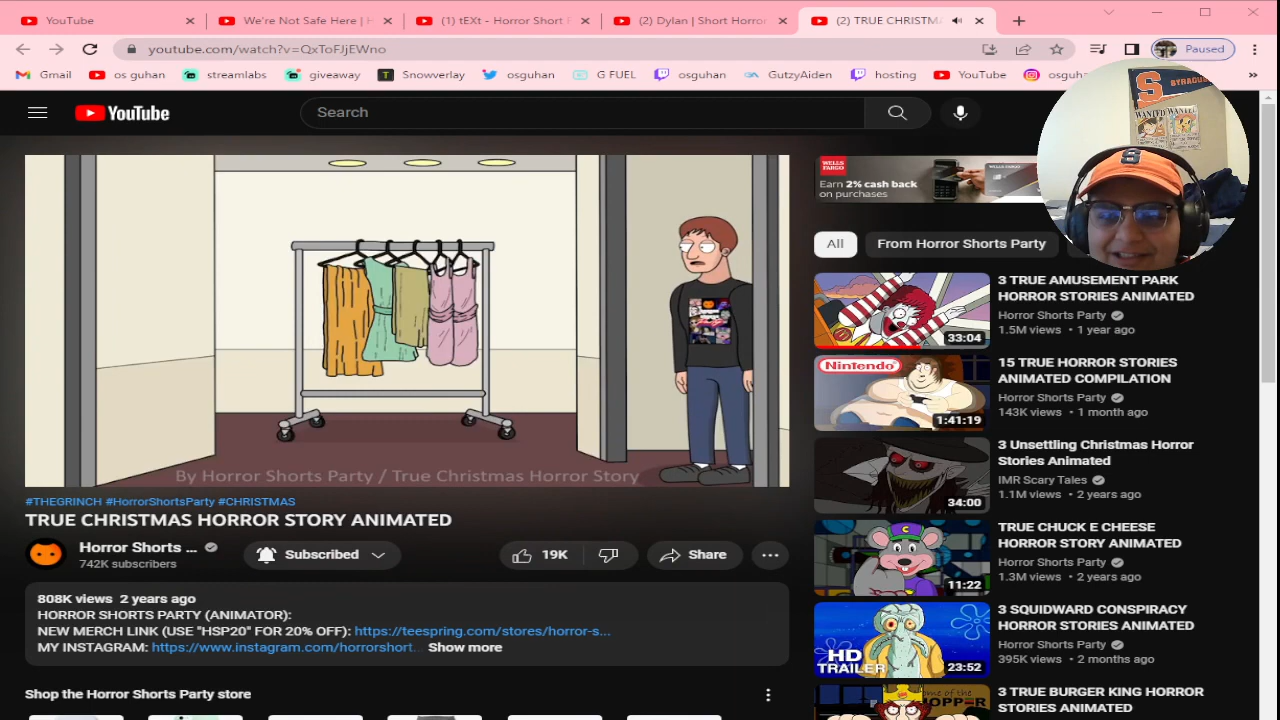 YouTube
We're Not Safe Here | H
(1) tEXt - Horror Short F
(2) Dylan | Short Horror
(2) TRUE CHRISTMA
youtube.com/watch?v=QxToFJjEWno
Paused
Gmail
os guhan
streamlabs
giveaway
Snowverlay
osguhan
G FUEL
osguhan
GutzyAiden
hosting
YouTube
osguh
YouTube
Search
SYRACUS
WANTED WANTED
S
By Horror Shorts Party / True Christmas Horror Story
WELLS
FARGO
Earn 2% cash back
on purchases
All
From Horror Shorts Party
3 TRUE AMUSEMENT PARK
HORROR STORIES ANIMATED
Horror Shorts Party
1.5M views • 1 year ago
33:04
Nintendo
15 TRUE HORROR STORIES
ANIMATED COMPILATION
Horror Shorts Party
143K views • 1 month ago
1:41:19
3 Unsettling Christmas Horror
Stories Animated
IMR Scary Tales
1.1M views • 2 years ago
34:00
TRUE CHUCK E CHEESE
HORROR STORY ANIMATED
Horror Shorts Party
1.3M views • 2 years ago
11:22
3 SQUIDWARD CONSPIRACY
HORROR STORIES ANIMATED
Horror Shorts Party
395K views • 2 months ago
HD
TRAILER
23:52
3 TRUE BURGER KING HORROR
STORIES ANIMATED
#THEGRINCH #HorrorShortsParty #CHRISTMAS
TRUE CHRISTMAS HORROR STORY ANIMATED
Horror Shorts ...
742K subscribers
Subscribed
19K
Share
808K views 2 years ago
HORROR SHORTS PARTY (ANIMATOR):
NEW MERCH LINK (USE "HSP20" FOR 20% OFF): https://teespring.com/stores/horror-s...
MY INSTAGRAM: https://www.instagram.com/horrorshort... Show more
Shop the Horror Shorts Party store